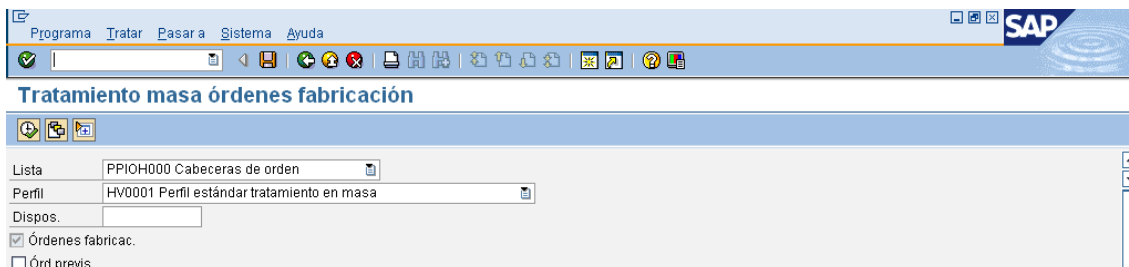 Programa Tratar Pasar a Sistema Ayuda
SAP
Tratamiento masa órdenes fabricación
Lista PPIOH000 Cabeceras de orden
Perfil HV0001 Perfil estándar tratamiento en masa
Dispos.
Órdenes fabricac.
Órd.previs